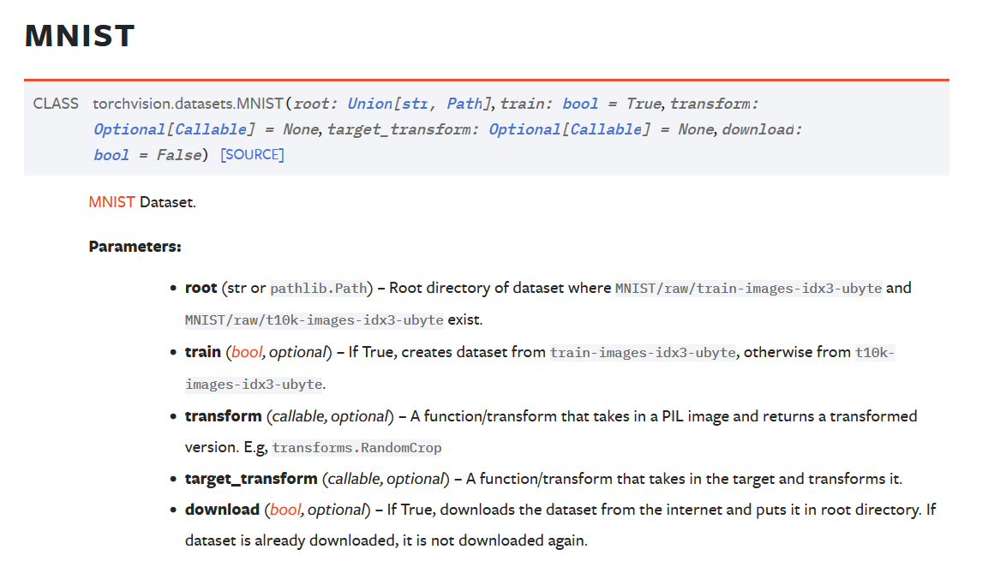 MNIST
CLASS torchvision.datasets.MNIST(root: Union[str, Path], train: bool = True, transform:
Optional[Callable] = None, target_transform: Optional[Callable] = None, download:
bool = False) [SOURCE]
MNIST Dataset.
Parameters:
• root (str or pathlib.Path) – Root directory of dataset where MNIST/raw/train-images-idx3-ubyte and
MNIST/raw/t10k-images-idx3-ubyte exist.
• train (bool, optional) – If True, creates dataset from train-images-idx3-ubyte, otherwise from t10k-
images-idx3-ubyte.
• transform (callable, optional) – A function/transform that takes in a PIL image and returns a transformed
version. E.g, transforms.RandomCrop
• target_transform (callable, optional) – A function/transform that takes in the target and transforms it.
• download (bool, optional) – If True, downloads the dataset from the internet and puts it in root directory. If
dataset is already downloaded, it is not downloaded again.